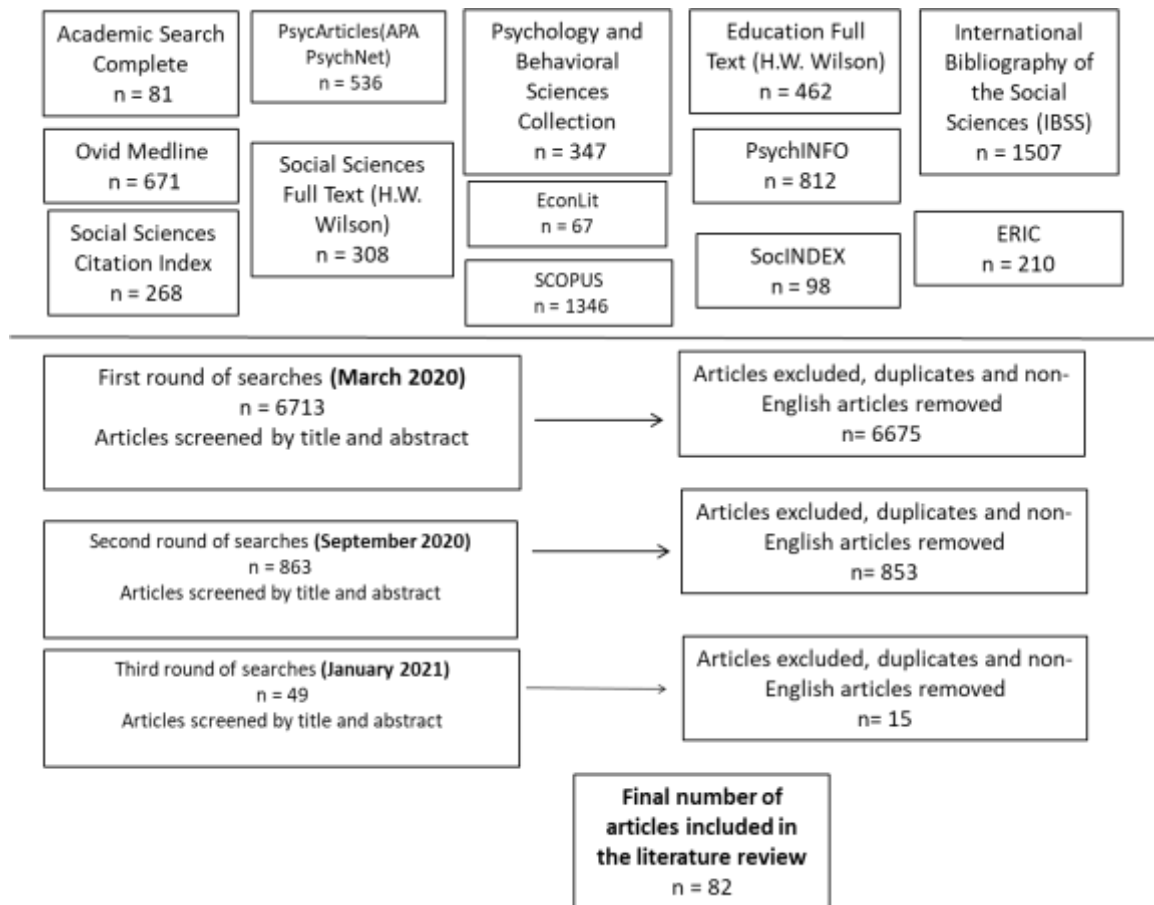 Academic Search
Complete
n = 81
PsycArticles(APA
PsychNet)
n = 536
Psychology and
Behavioral
Sciences
Collection
n = 347
Education Full
Text (H.W. Wilson)
n = 462
International
Bibliography of
the Social
Sciences (IBSS)
n = 1507
Ovid Medline
n = 671
Social Sciences
Full Text (H.W.
Wilson)
n = 308
EconLit
n = 67
PsychINFO
n = 812
ERIC
n = 210
Social Sciences
Citation Index
n = 268
SCOPUS
n = 1346
SocINDEX
n = 98
First round of searches (March 2020)
n = 6713
Articles screened by title and abstract
Articles excluded, duplicates and non-
English articles removed
n= 6675
Second round of searches (September 2020)
n = 863
Articles screened by title and abstract
Articles excluded, duplicates and non-
English articles removed
n= 853
Third round of searches (January 2021)
n = 49
Articles screened by title and abstract
Articles excluded, duplicates and non-
English articles removed
n= 15
Final number of
articles included in
the literature review
n = 82